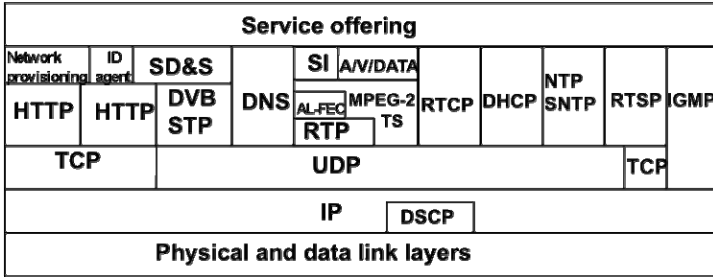 Service offering
Network provisioning
ID agent
SD&S
DNS
SI
A/V/DATA
RTCP
DHCP
NTP
SNTP
RTSP
IGMP
HTTP
HTTP
DVB
STP
AL-FEC
MPEG-2
TS
RTP
TCP
UDP
TCP
IP
DSCP
Physical and data link layers